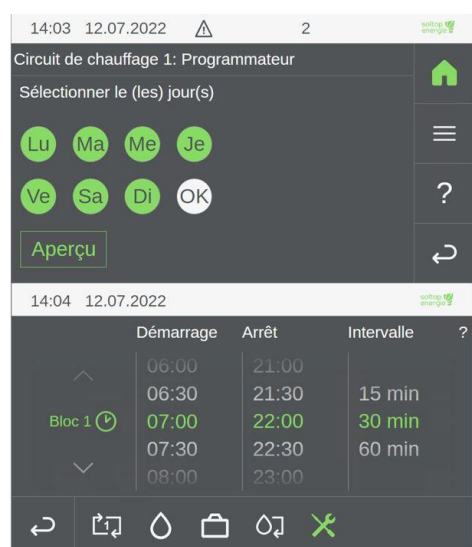 14:03 12.07.2022 2
soltop energie
Circuit de chauffage 1: Programmateur
Sélectionner le (les) jour(s)
Lu Ma Me Je
Ve Sa Di OK
?
Aperçu
14:04 12.07.2022
soltop energie
Démarrage Arrêt Intervalle ?
06:00 21:00
06:30 21:30 15 min
Bloc 1 07:00 22:00 30 min
07:30 22:30 60 min
08:00 23:00
1